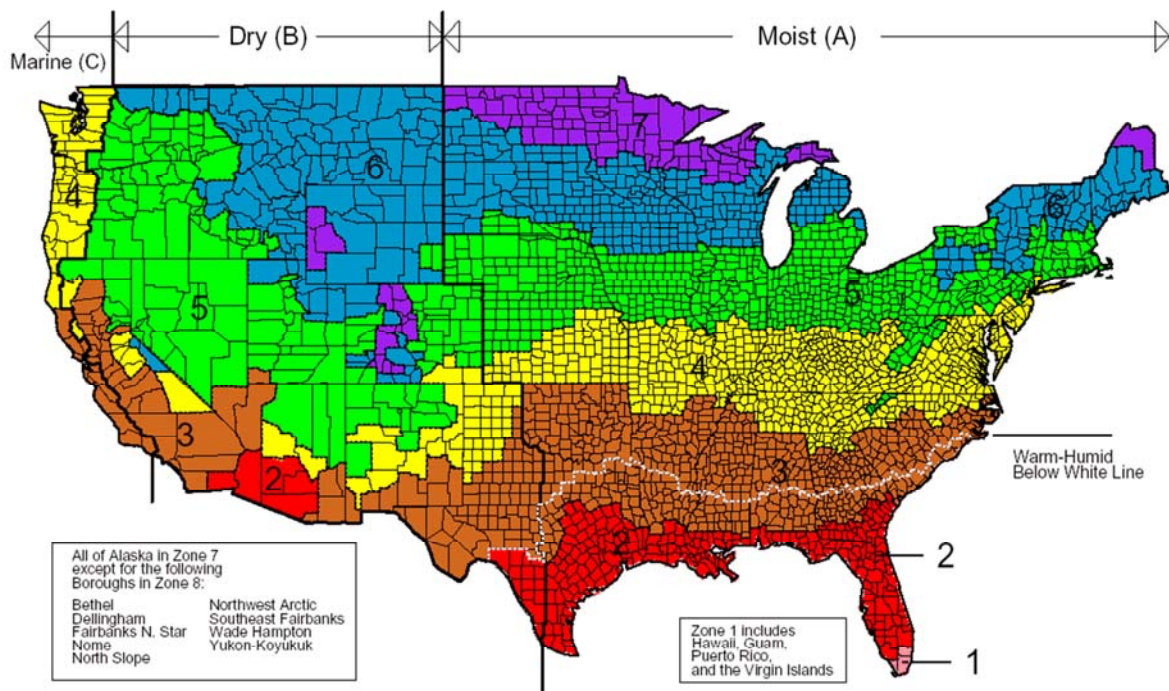 Marine (C)
Dry (B)
Moist (A)
7
6
6
4
5
5
4
3
3
2
2
Warm-Humid
Below White Line
2
1
All of Alaska in Zone 7
except for the following
Boroughs in Zone 8:
Bethel
Dellingham
Fairbanks N. Star
Nome
North Slope
Northwest Arctic
Southeast Fairbanks
Wade Hampton
Yukon-Koyukuk
Zone 1 includes
Hawaii, Guam,
Puerto Rico,
and the Virgin Islands